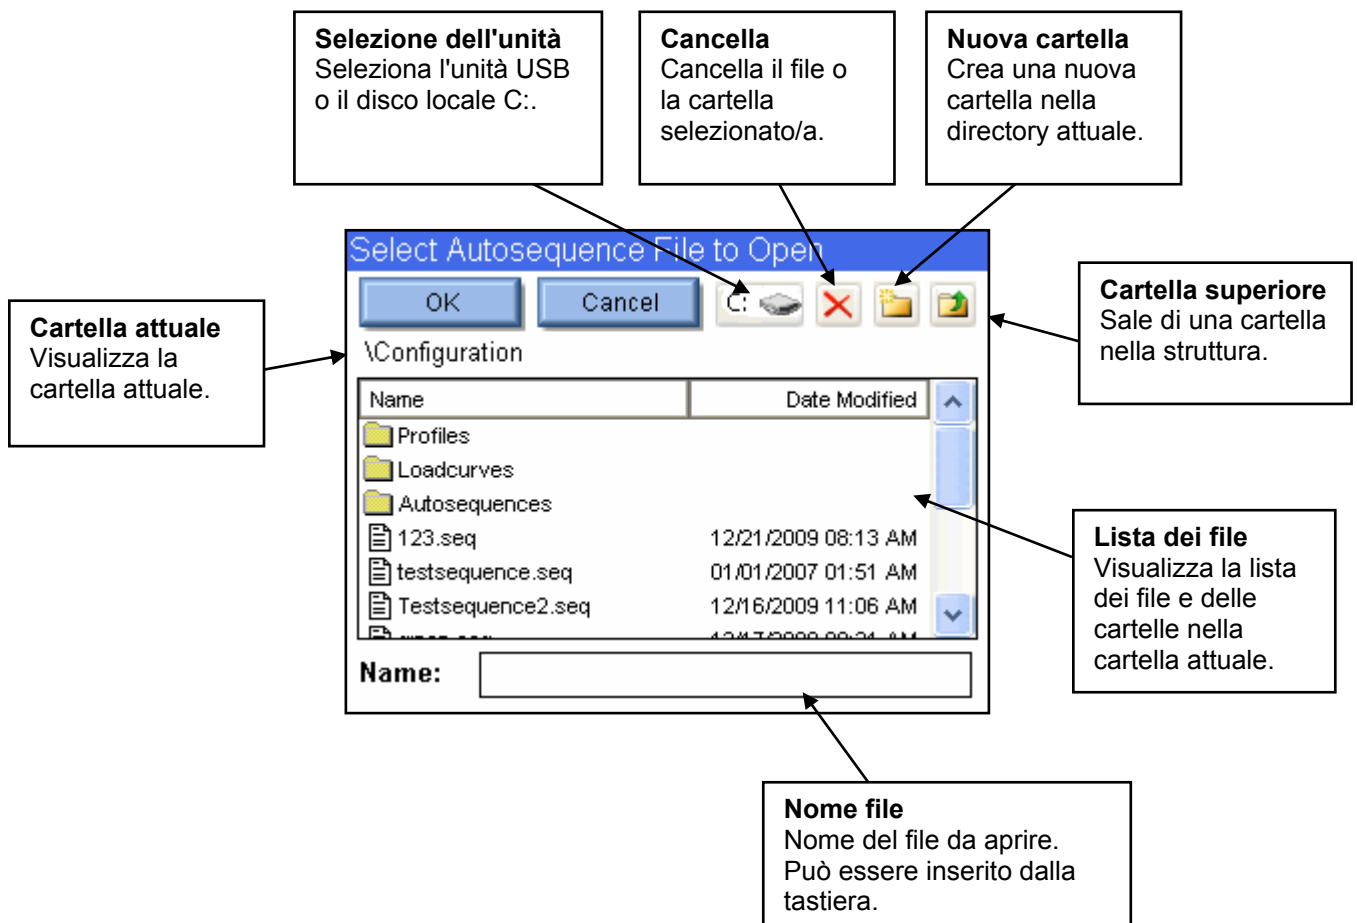 Selezione dell'unità
Seleziona l'unità USB
o il disco locale C:.
Cancella
Cancella il file o
la cartella
selezionato/a.
Nuova cartella
Crea una nuova
cartella nella
directory attuale.
Cartella attuale
Visualizza la
cartella attuale.
Select Autosequence File to Open
OK
Cancel
C:
\Configuration
Name
Date Modified
Profiles
Loadcurves
Autosequences
123.seq 12/21/2009 08:13 AM
testsequence.seq 01/01/2007 01:51 AM
Testsequence2.seq 12/16/2009 11:06 AM
Name:
Cartella superiore
Sale di una cartella
nella struttura.
Lista dei file
Visualizza la lista
dei file e delle
cartelle nella
cartella attuale.
Nome file
Nome del file da aprire.
Può essere inserito dalla
tastiera.